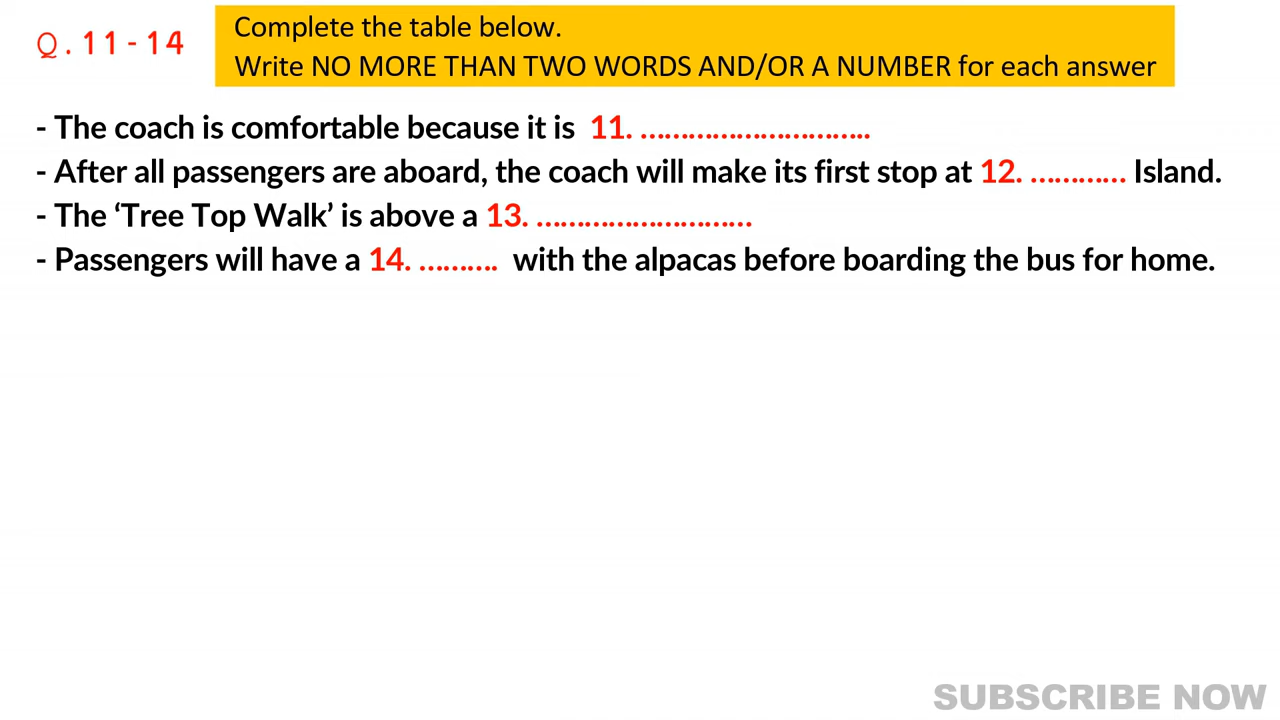 Q.11-14
Complete the table below.
Write NO MORE THAN TWO WORDS AND/OR A NUMBER for each answer
- The coach is comfortable because it is 11. ……………………….. 
- After all passengers are aboard, the coach will make its first stop at 12. ………… Island.
- The ‘Tree Top Walk’ is above a 13. ………………………
- Passengers will have a 14. ………. with the alpacas before boarding the bus for home.
SUBSCRIBE NOW